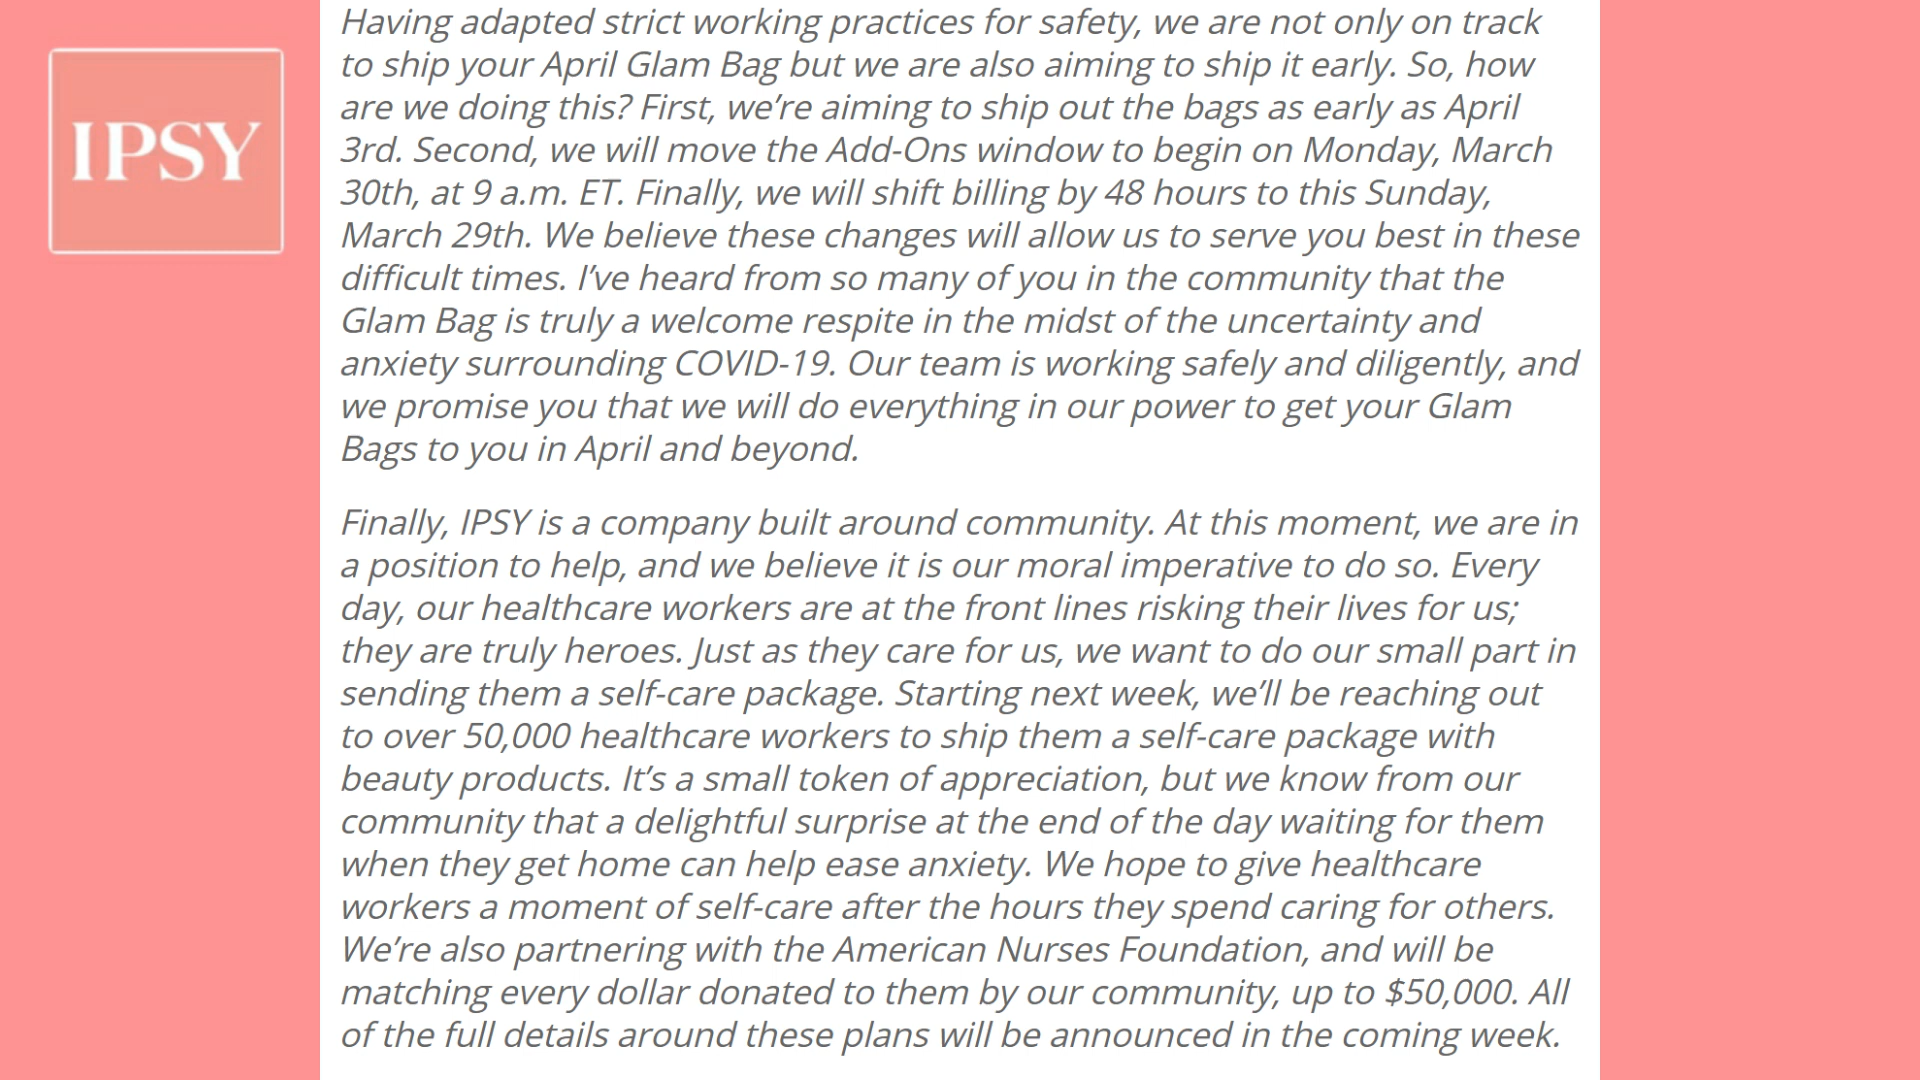 IPSY
Having adapted strict working practices for safety, we are not only on track
to ship your April Glam Bag but we are also aiming to ship it early. So, how
are we doing this? First, we’re aiming to ship out the bags as early as April
3rd. Second, we will move the Add-Ons window to begin on Monday, March
30th, at 9 a.m. ET. Finally, we will shift billing by 48 hours to this Sunday,
March 29th. We believe these changes will allow us to serve you best in these
difficult times. I’ve heard from so many of you in the community that the
Glam Bag is truly a welcome respite in the midst of the uncertainty and
anxiety surrounding COVID-19. Our team is working safely and diligently, and
we promise you that we will do everything in our power to get your Glam
Bags to you in April and beyond.
Finally, IPSY is a company built around community. At this moment, we are in
a position to help, and we believe it is our moral imperative to do so. Every
day, our healthcare workers are at the front lines risking their lives for us;
they are truly heroes. Just as they care for us, we want to do our small part in
sending them a self-care package. Starting next week, we’ll be reaching out
to over 50,000 healthcare workers to ship them a self-care package with
beauty products. It’s a small token of appreciation, but we know from our
community that a delightful surprise at the end of the day waiting for them
when they get home can help ease anxiety. We hope to give healthcare
workers a moment of self-care after the hours they spend caring for others.
We’re also partnering with the American Nurses Foundation, and will be
matching every dollar donated to them by our community, up to $50,000. All
of the full details around these plans will be announced in the coming week.